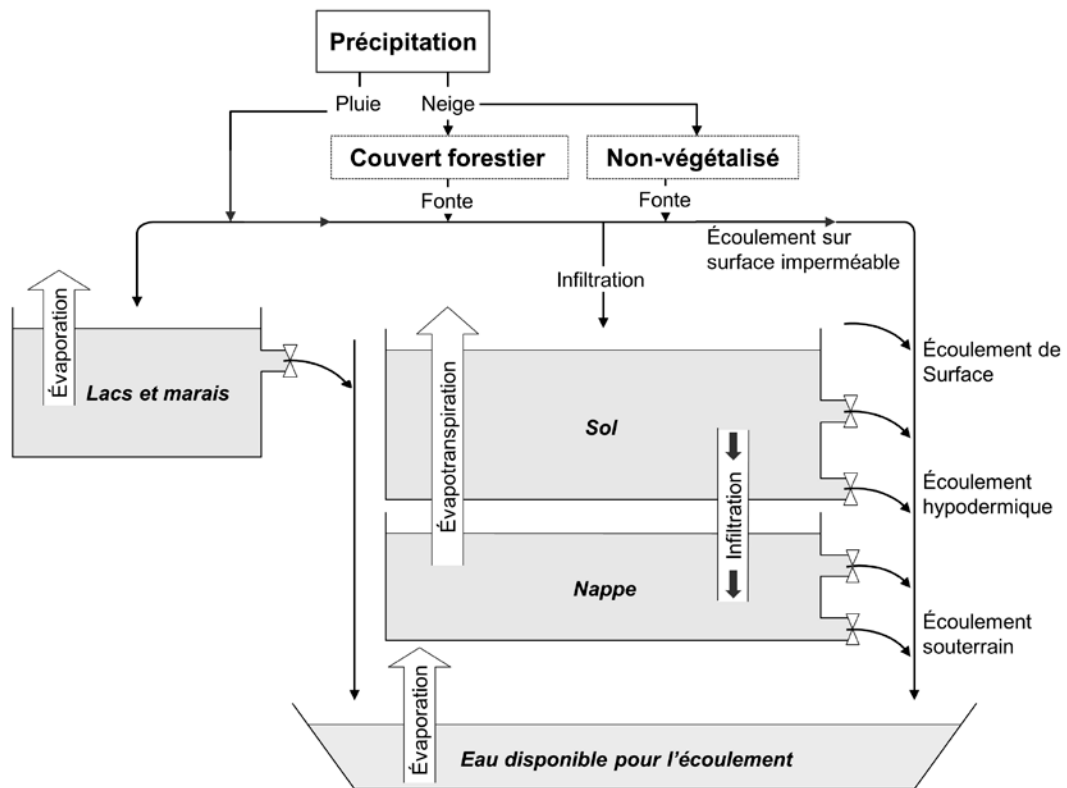 Précipitation
Pluie
Neige
Couvert forestier
Non-végétalisé
Fonte
Fonte
Écoulement sur
surface imperméable
Infiltration
Évaporation
Lacs et marais
Évapotranspiration
Sol
Infiltration
Écoulement de
Surface
Écoulement
hypodermique
Nappe
Écoulement
souterrain
Évaporation
Eau disponible pour l'écoulement